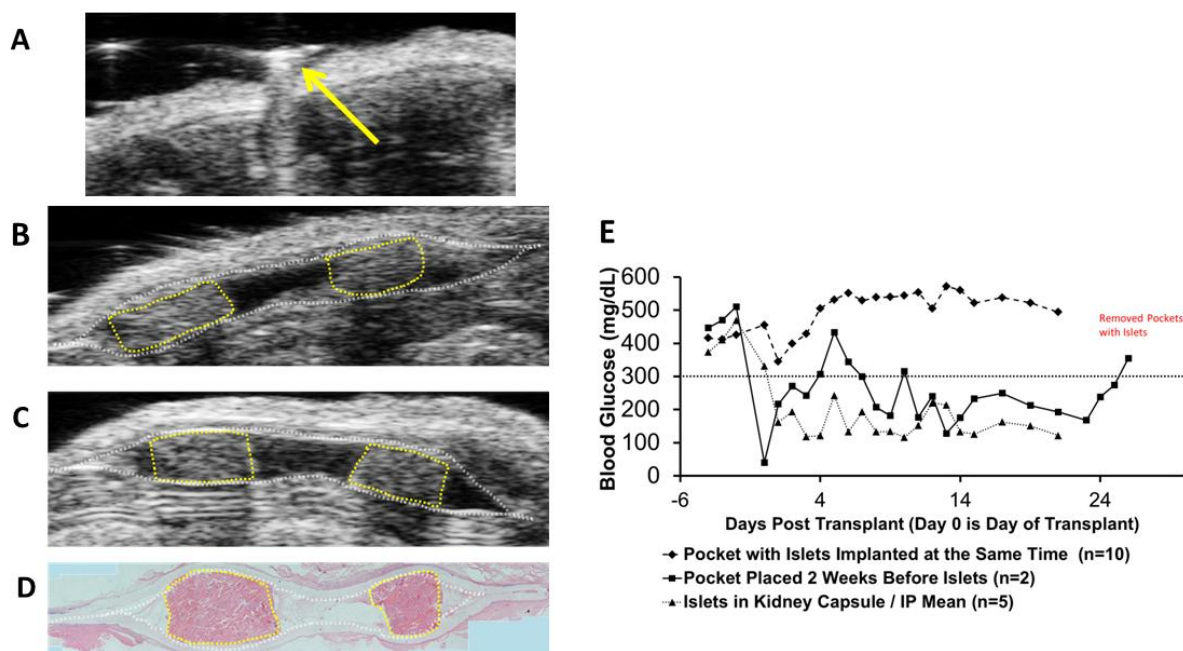 A
B
C
D
E
Blood Glucose (mg/dL)
600
500
400
300
200
100
0
-6
4
14
24
Removed Pockets
with Islets
Days Post Transplant (Day 0 is Day of Transplant)
Pocket with Islets Implanted at the Same Time (n=10)
Pocket Placed 2 Weeks Before Islets (n=2)
Islets in Kidney Capsule / IP Mean (n=5)